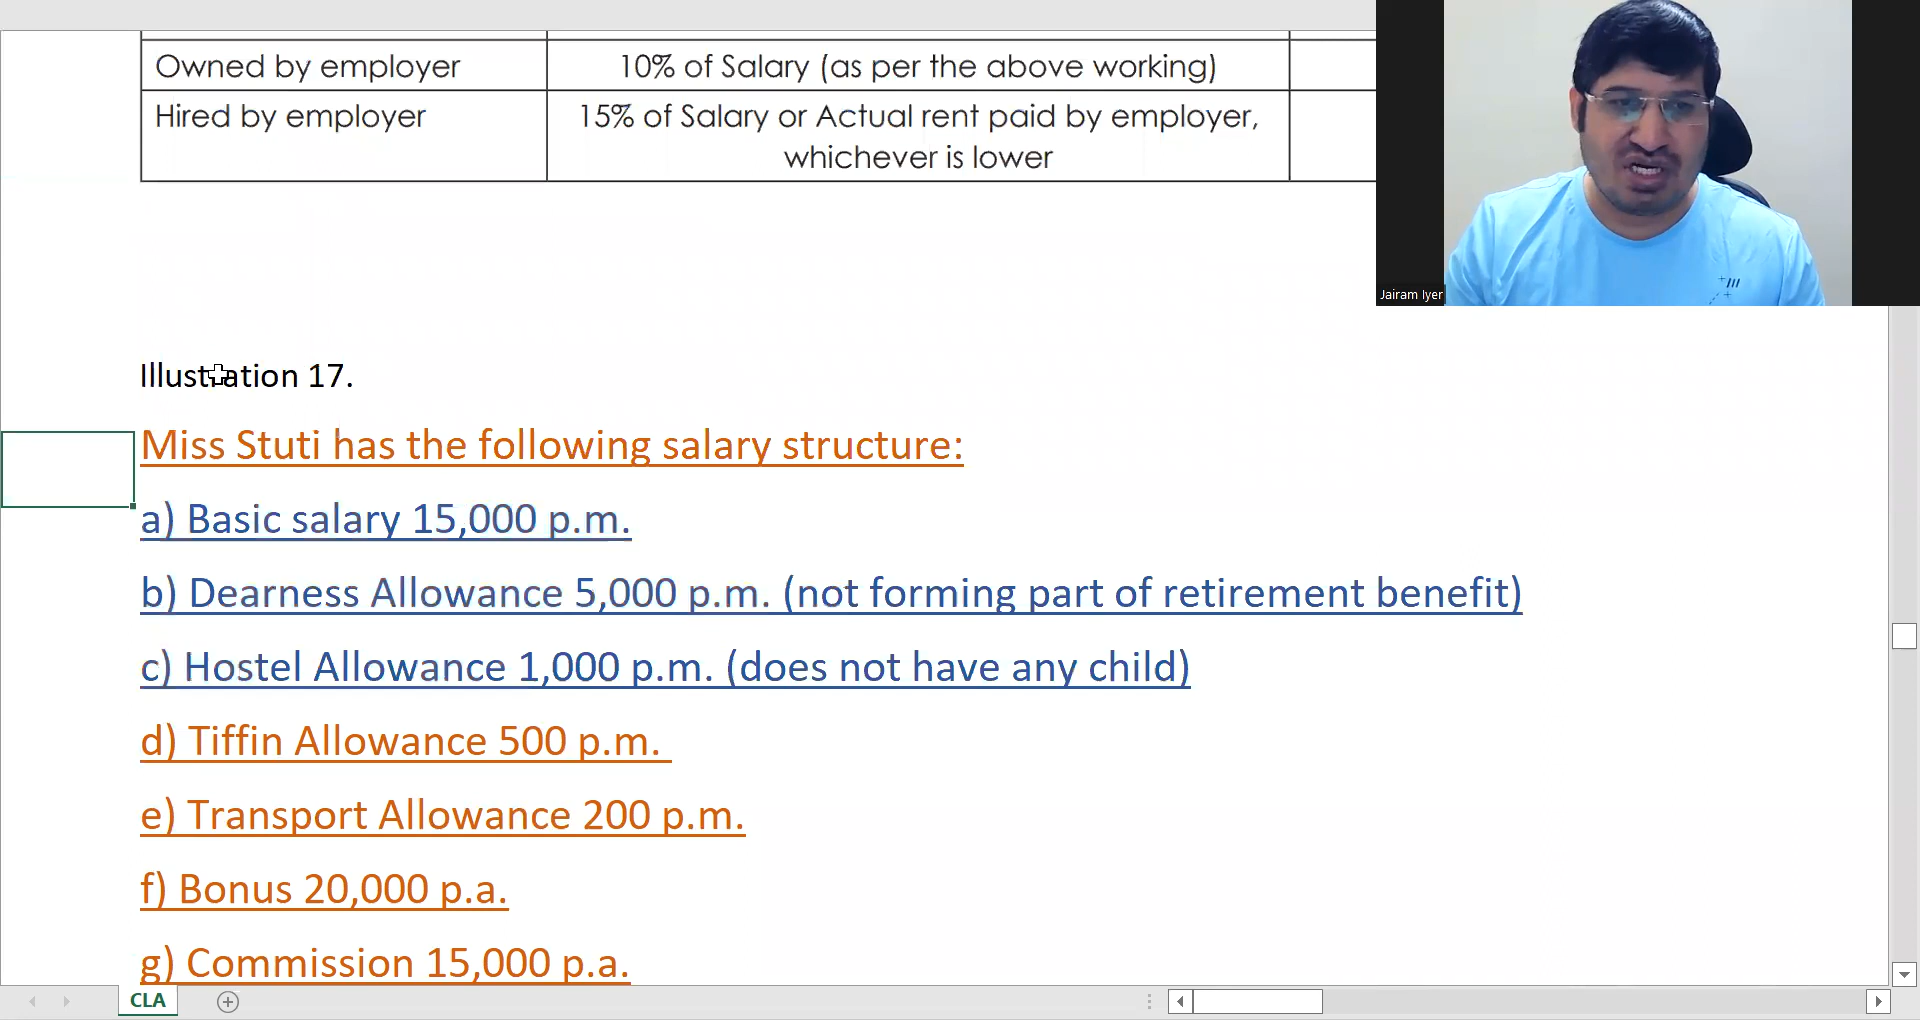 Owned by employer
10% of Salary (as per the above working)
Hired by employer
15% of Salary or Actual rent paid by employer,
whichever is lower
Jairam Iyer
Illustration 17.
Miss Stuti has the following salary structure:
a) Basic salary 15,000 p.m.
b) Dearness Allowance 5,000 p.m. (not forming part of retirement benefit)
c) Hostel Allowance 1,000 p.m. (does not have any child)
d) Tiffin Allowance 500 p.m.
e) Transport Allowance 200 p.m.
f) Bonus 20,000 p.a.
g) Commission 15,000 p.a.
CLA